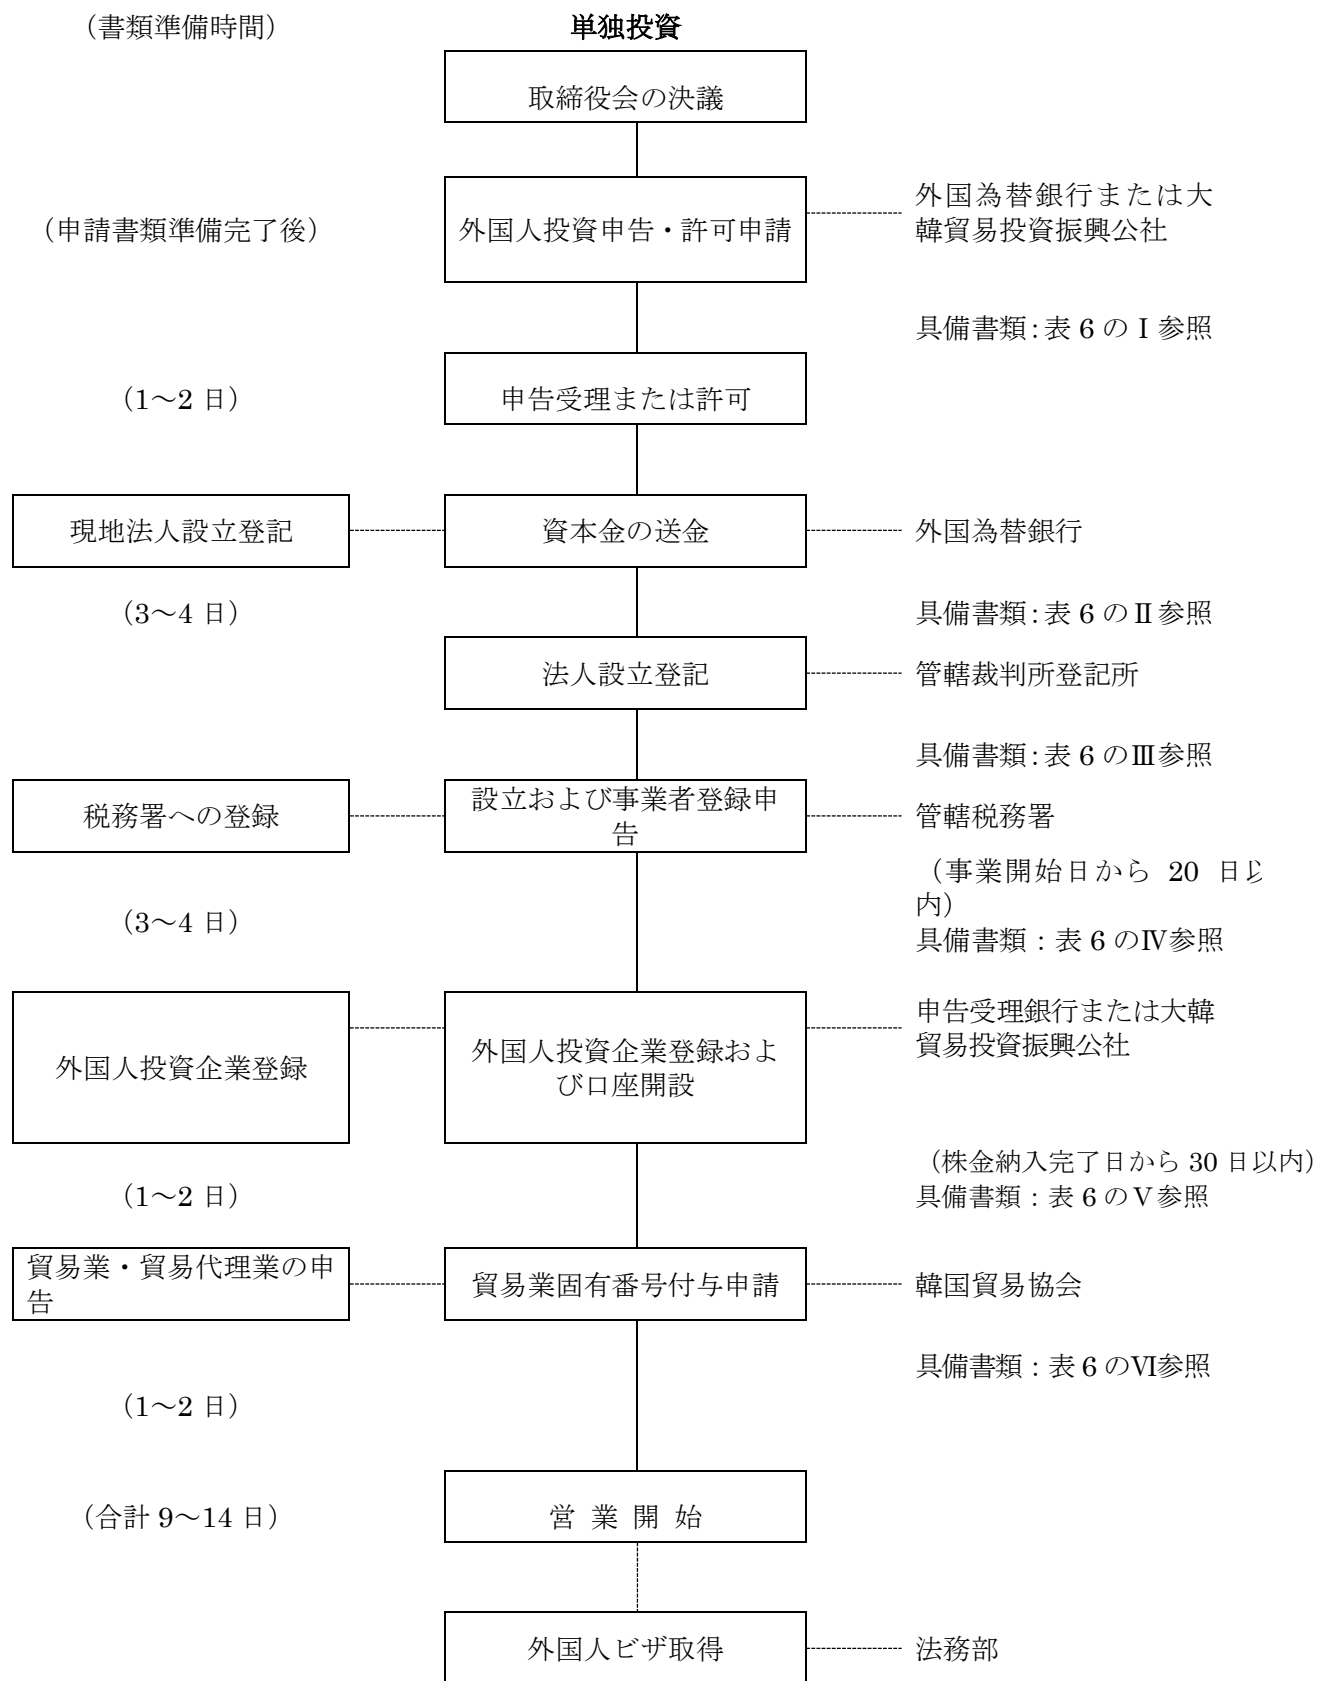 （書類準備時間）
単独投資
取締役会の決議
（申請書類準備完了後）
外国人投資申告・許可申請
外国為替銀行または大
韓貿易投資振興公社
具備書類：表 6 のⅠ参照
（1～2 日）
申告受理または許可
現地法人設立登記
資本金の送金
外国為替銀行
（3～4 日）
具備書類：表 6 のⅡ参照
法人設立登記
管轄裁判所登記所
具備書類：表 6 のⅢ参照
税務署への登録
設立および事業者登録申
告
管轄税務署
（事業開始日から 20 日以
内）
（3～4 日）
具備書類：表 6 のⅣ参照
外国人投資企業登録
外国人投資企業登録およ
び口座開設
申告受理銀行または大韓
貿易投資振興公社
（株金納入完了日から 30 日以内）
（1～2 日）
具備書類：表 6 のⅤ参照
貿易業・貿易代理業の申
告
貿易業固有番号付与申請
韓国貿易協会
具備書類：表 6 のⅥ参照
（1～2 日）
（合計 9～14 日）
営 業 開 始
外国人ビザ取得
法務部